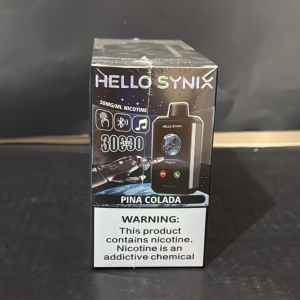 HELLO SYNIX
50MG/ML NICOTINE
30000
HELLO SYNIX
PINA COLADA
WARNING:
This product
contains nicotine.
Nicotine is an
addictive chemical